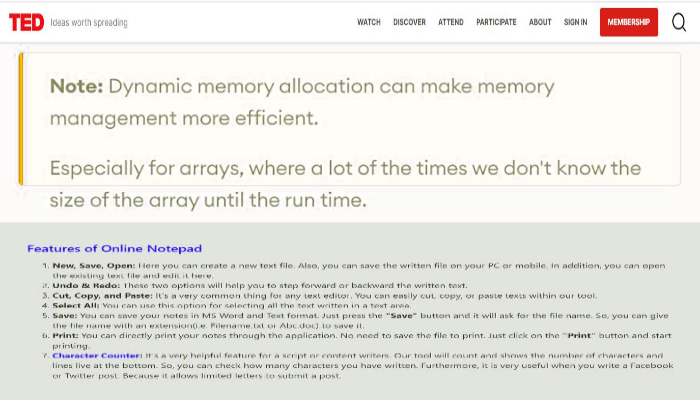 TED Ideas worth spreading WATCH DISCOVER ATTEND PARTICIPATE ABOUT SIGN IN MEMBERSHIP
Note: Dynamic memory allocation can make memory
management more efficient.
Especially for arrays, where a lot of the times we don't know the
size of the array until the run time.
Features of Online Notepad
1. New, Save, Open: Here you can create a new text file. Also, you can save the written file on your PC or mobile. In addition, you can open
the existing text file and edit it here.
2. Undo & Redo: These two options will help you to step forward or backward the written text.
3. Cut, Copy, and Paste: It's a very common thing for any text editor. You can easily cut, copy, or paste texts within our tool.
4. Select All: You can use this option for selecting all the text written in a text area.
5. Save: You can save your notes in MS Word and Text format. Just press the "Save" button and it will ask for the file name. So, you can give
the file name with an extension(i.e. Filename.txt or Abc.doc) to save it.
6. Print: You can directly print your notes through the application. No need to save the file to print. Just click on the "Print" button and start
printing.
7. Character Counter: It's a very helpful feature for a script or content writers. Our tool will count and shows the number of characters and
lines live at the bottom. So, you can check how many characters you have written. Furthermore, it is very useful when you write a Facebook
or Twitter post. Because it allows limited letters to submit a post.